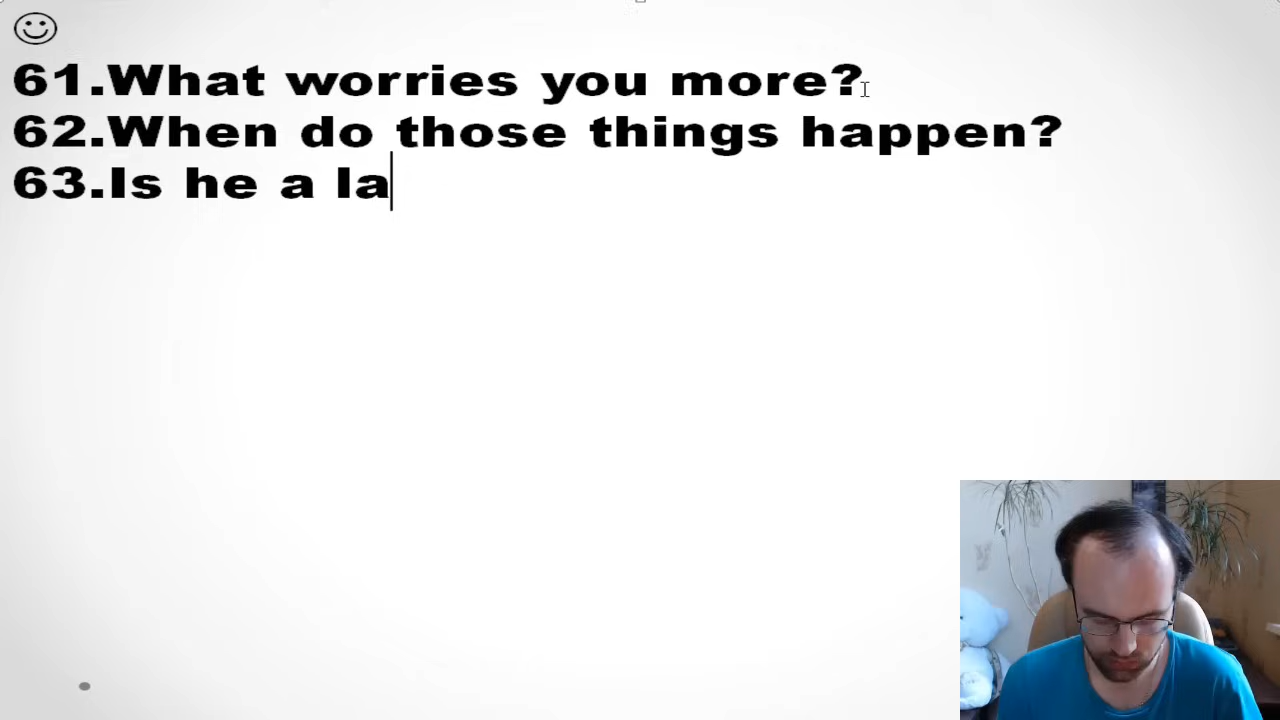 61.What worries you more?
62.When do those things happen?
63.Is he a la